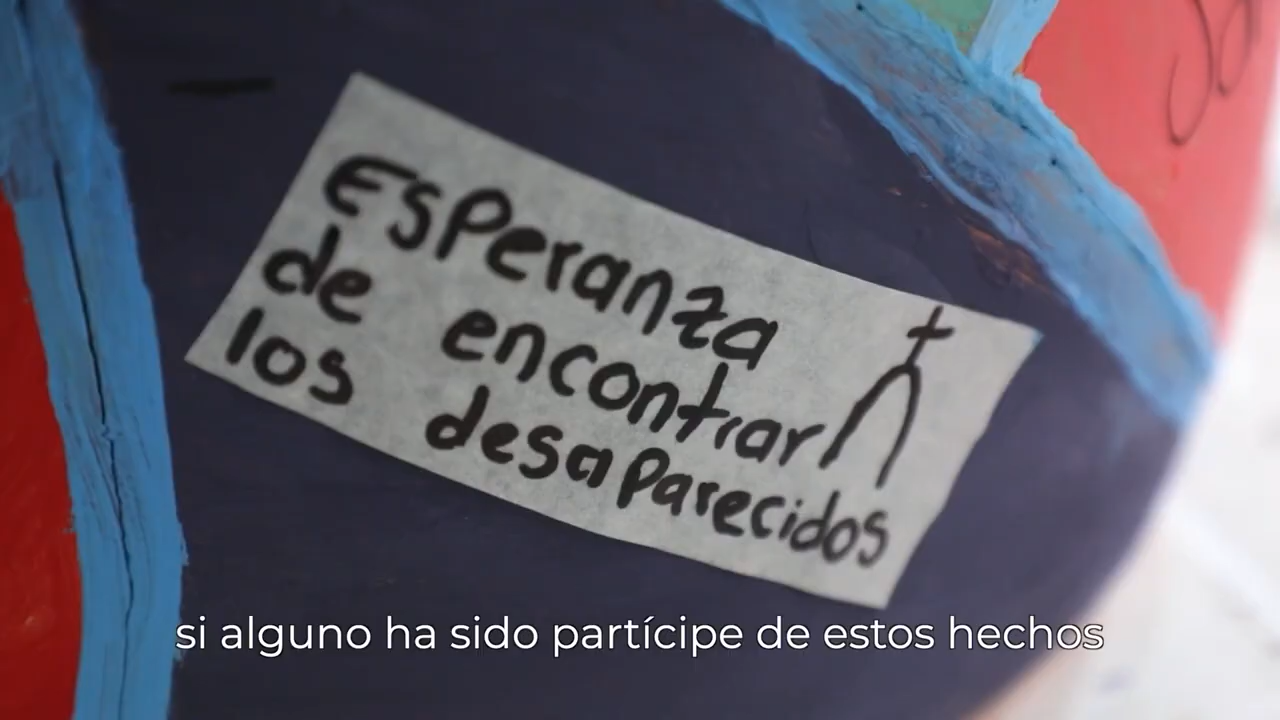 Esperanza
de encontrar
los desaparecidos
si alguno ha sido partícipe de estos hechos